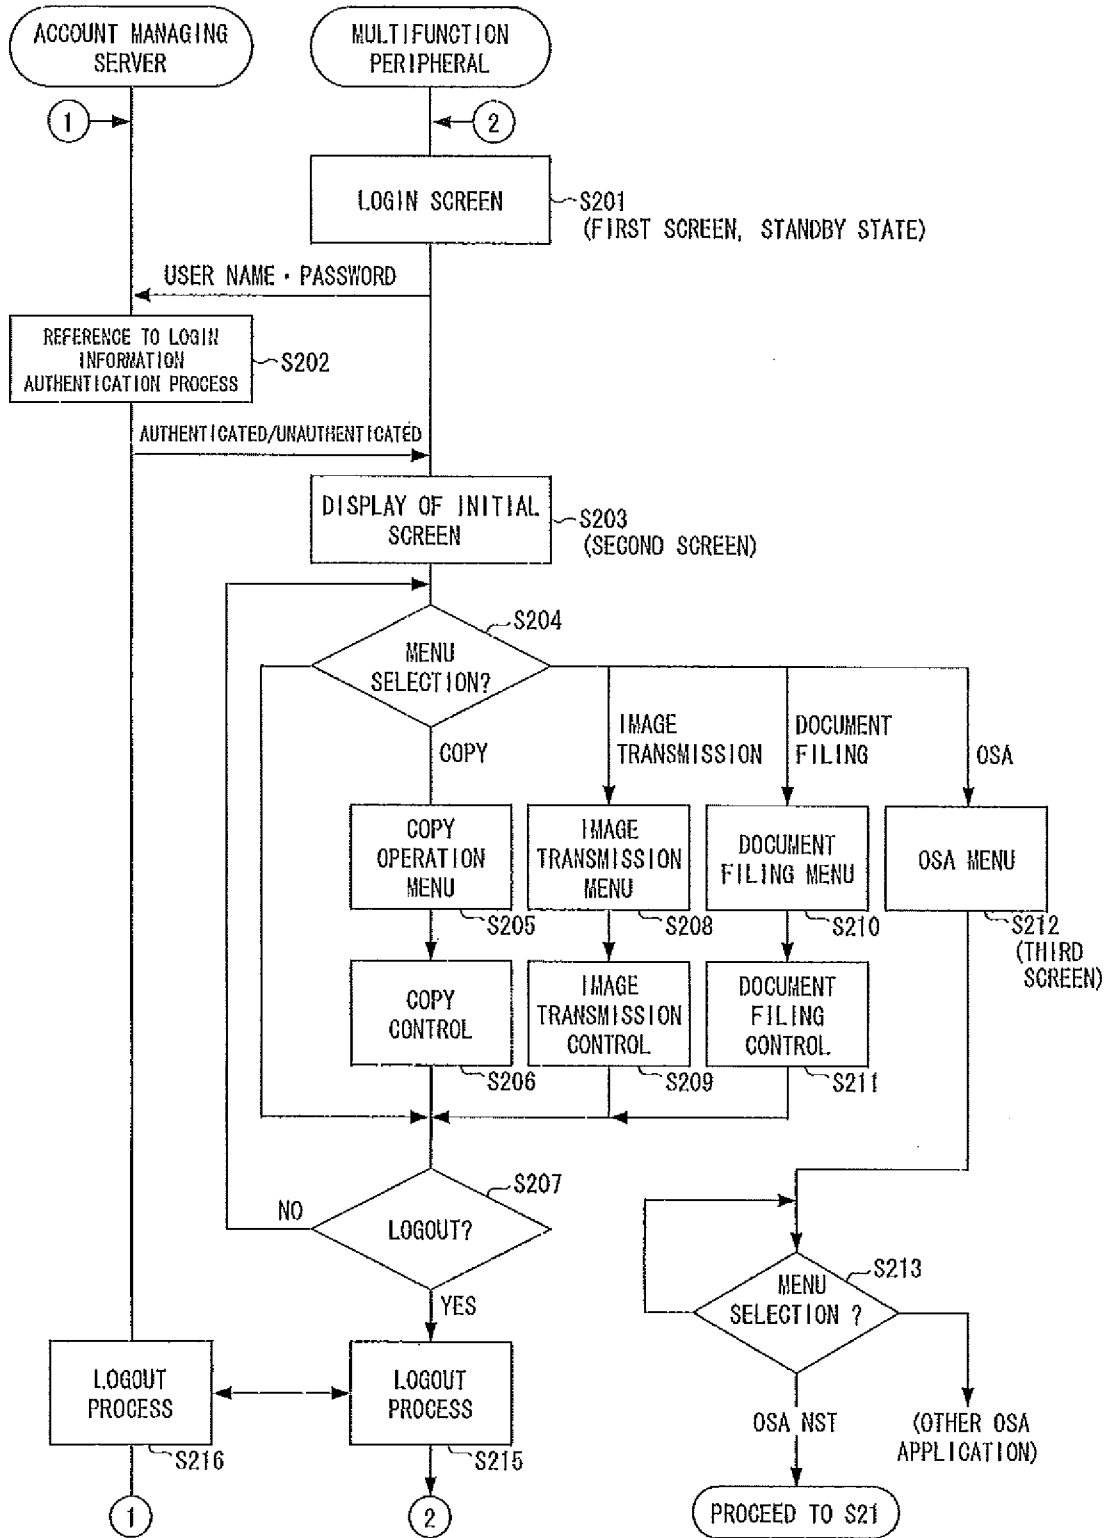 ACCOUNT MANAGING
SERVER
MULTIFUNCTION
PERIPHERAL
1
2
LOGIN SCREEN
S201
(FIRST SCREEN, STANDBY STATE)
USER NAME・PASSWORD
REFERENCE TO LOGIN
INFORMATION
AUTHENTICATION PROCESS
S202
AUTHENTICATED/UNAUTHENTICATED
DISPLAY OF INITIAL
SCREEN
S203
(SECOND SCREEN)
S204
MENU
SELECTION?
COPY
IMAGE
TRANSMISSION
DOCUMENT
FILING
OSA
COPY
OPERATION
MENU
S205
IMAGE
TRANSMISSION
MENU
S208
DOCUMENT
FILING MENU
S210
OSA MENU
S212
(THIRD
SCREEN)
COPY
CONTROL
S206
IMAGE
TRANSMISSION
CONTROL
S209
DOCUMENT
FILING
CONTROL
S211
S207
LOGOUT?
NO
YES
S213
MENU
SELECTION ?
LOGOUT
PROCESS
S216
LOGOUT
PROCESS
S215
OSA NST
(OTHER OSA
APPLICATION)
1
2
PROCEED TO S21